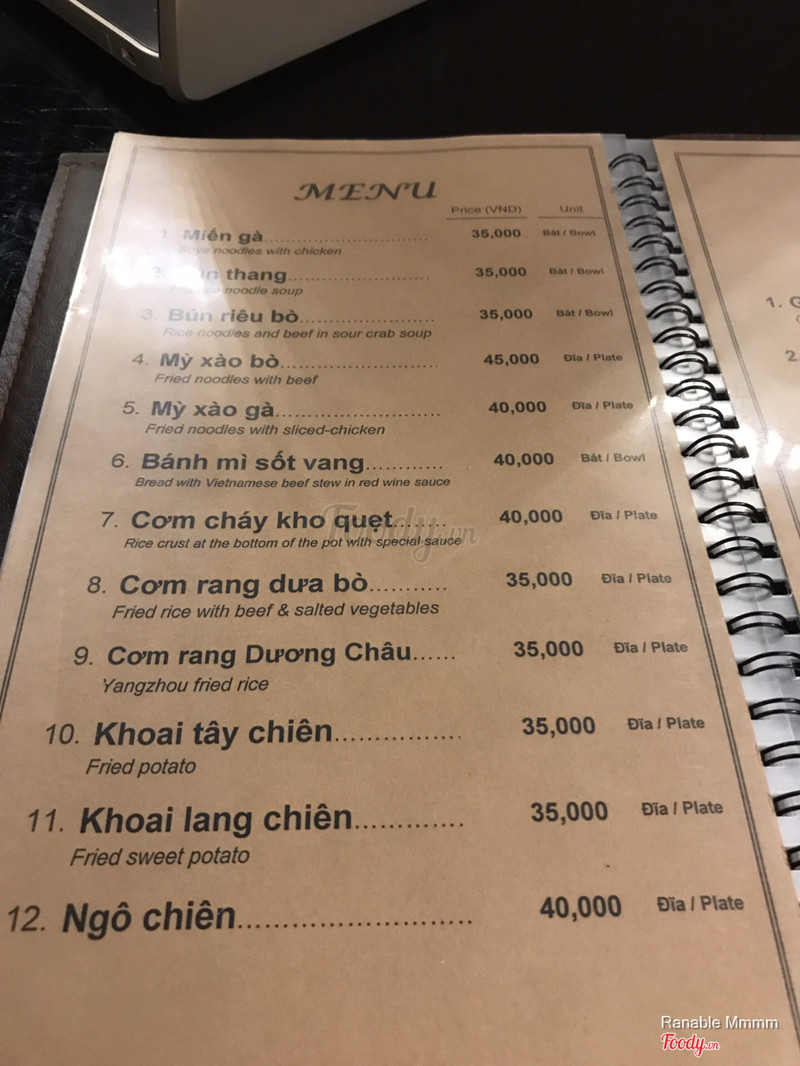 MENU
Price (VND) Unit
1. Miến gà........................ 35,000 Bát / Bowl
noodles with chicken
thang........................ 35,000 Bát / Bowl
noodle soup
3. Bún riêu bò........................ 35,000 Bát / Bowl
Rice noodles and beef in sour crab soup
4. Mỳ xào bò........................ 45,000 Đĩa / Plate
Fried noodles with beef
5. Mỳ xào gà........................ 40,000 Đĩa / Plate
Fried noodles with sliced-chicken
6. Bánh mì sốt vang............ 40,000 Bát / Bowl
Bread with Vietnamese beef stew in red wine sauce
7. Cơm cháy kho quẹt........ 40,000 Đĩa / Plate
Rice crust at the bottom of the pot with special sauce
8. Cơm rang dưa bò........... 35,000 Đĩa / Plate
Fried rice with beef & salted vegetables
9. Cơm rang Dương Châu...... 35,000 Đĩa / Plate
Yangzhou fried rice
10. Khoai tây chiên................. 35,000 Đĩa / Plate
Fried potato
11. Khoai lang chiên............. 35,000 Đĩa / Plate
Fried sweet potato
12. Ngô chiên.......................... 40,000 Đĩa / Plate
1. G
2.
Foody.vn
Ranable Mmmm
Foody.vn